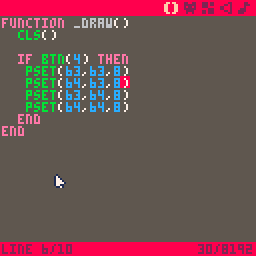 FUNCTION _DRAW()
CLS()
IF BTN(4) THEN
PSET(63,63,8)
PSET(64,63,8)
PSET(63,64,8)
PSET(64,64,8)
END
END
LINE 6/10 30/8192